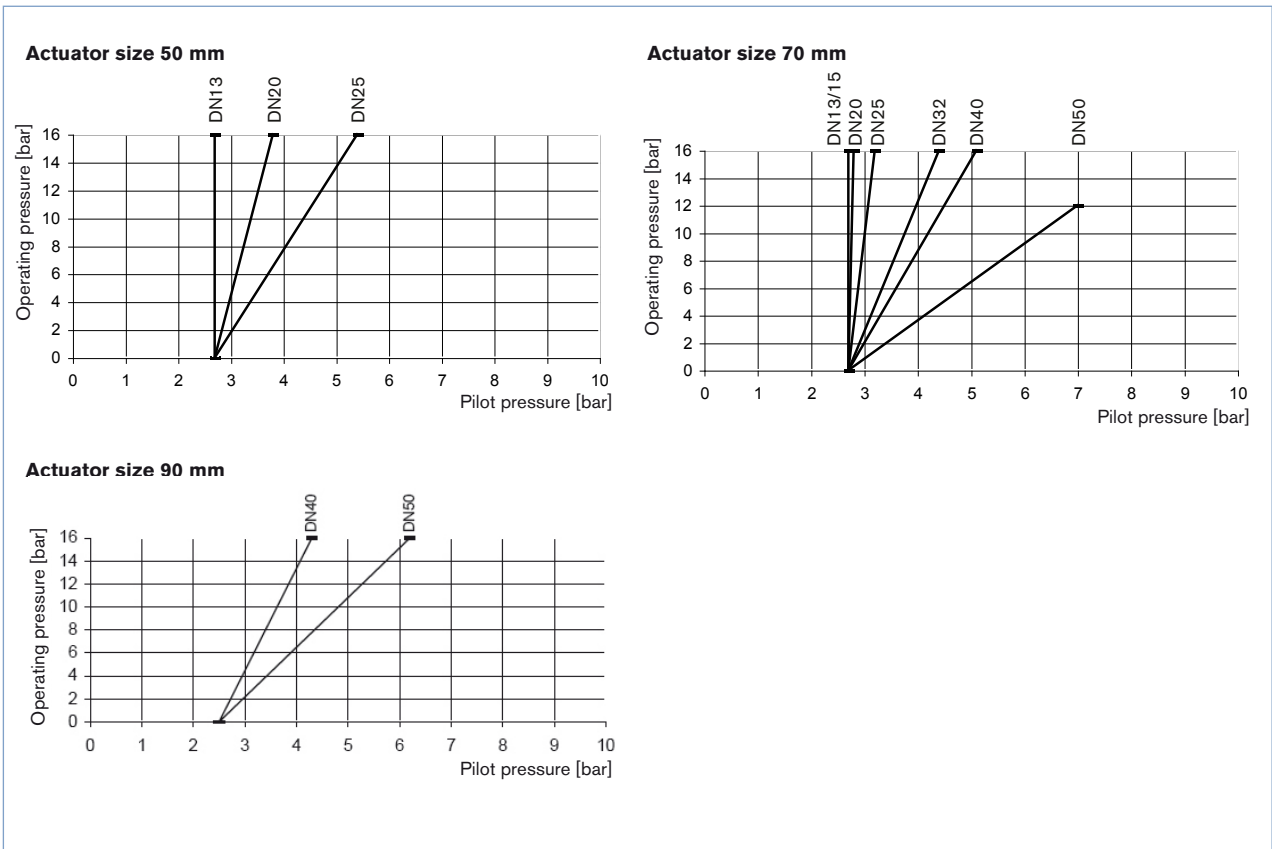 Actuator size 50 mm
DN13
DN20
DN25
Operating pressure [bar]
16
14
12
10
8
6
4
2
0
0 1 2 3 4 5 6 7 8 9 10
Pilot pressure [bar]
Actuator size 70 mm
DN13/15
DN20
DN25
DN32
DN40
DN50
Operating pressure [bar]
16
14
12
10
8
6
4
2
0
0 1 2 3 4 5 6 7 8 9 10
Pilot pressure [bar]
Actuator size 90 mm
DN40
DN50
Operating pressure [bar]
16
14
12
10
8
6
4
2
0
0 1 2 3 4 5 6 7 8 9 10
Pilot pressure [bar]